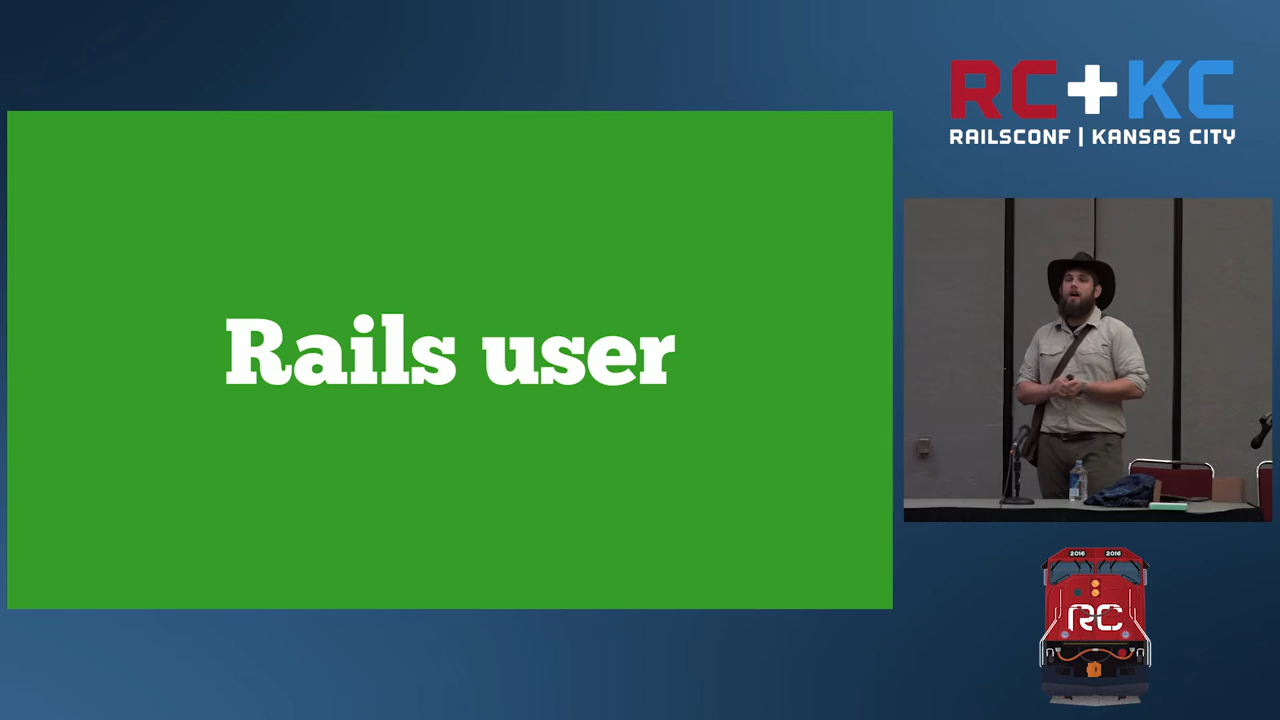 RC+KC
RAILSCONF | KANSAS CITY
Rails user
2016 2016
RC